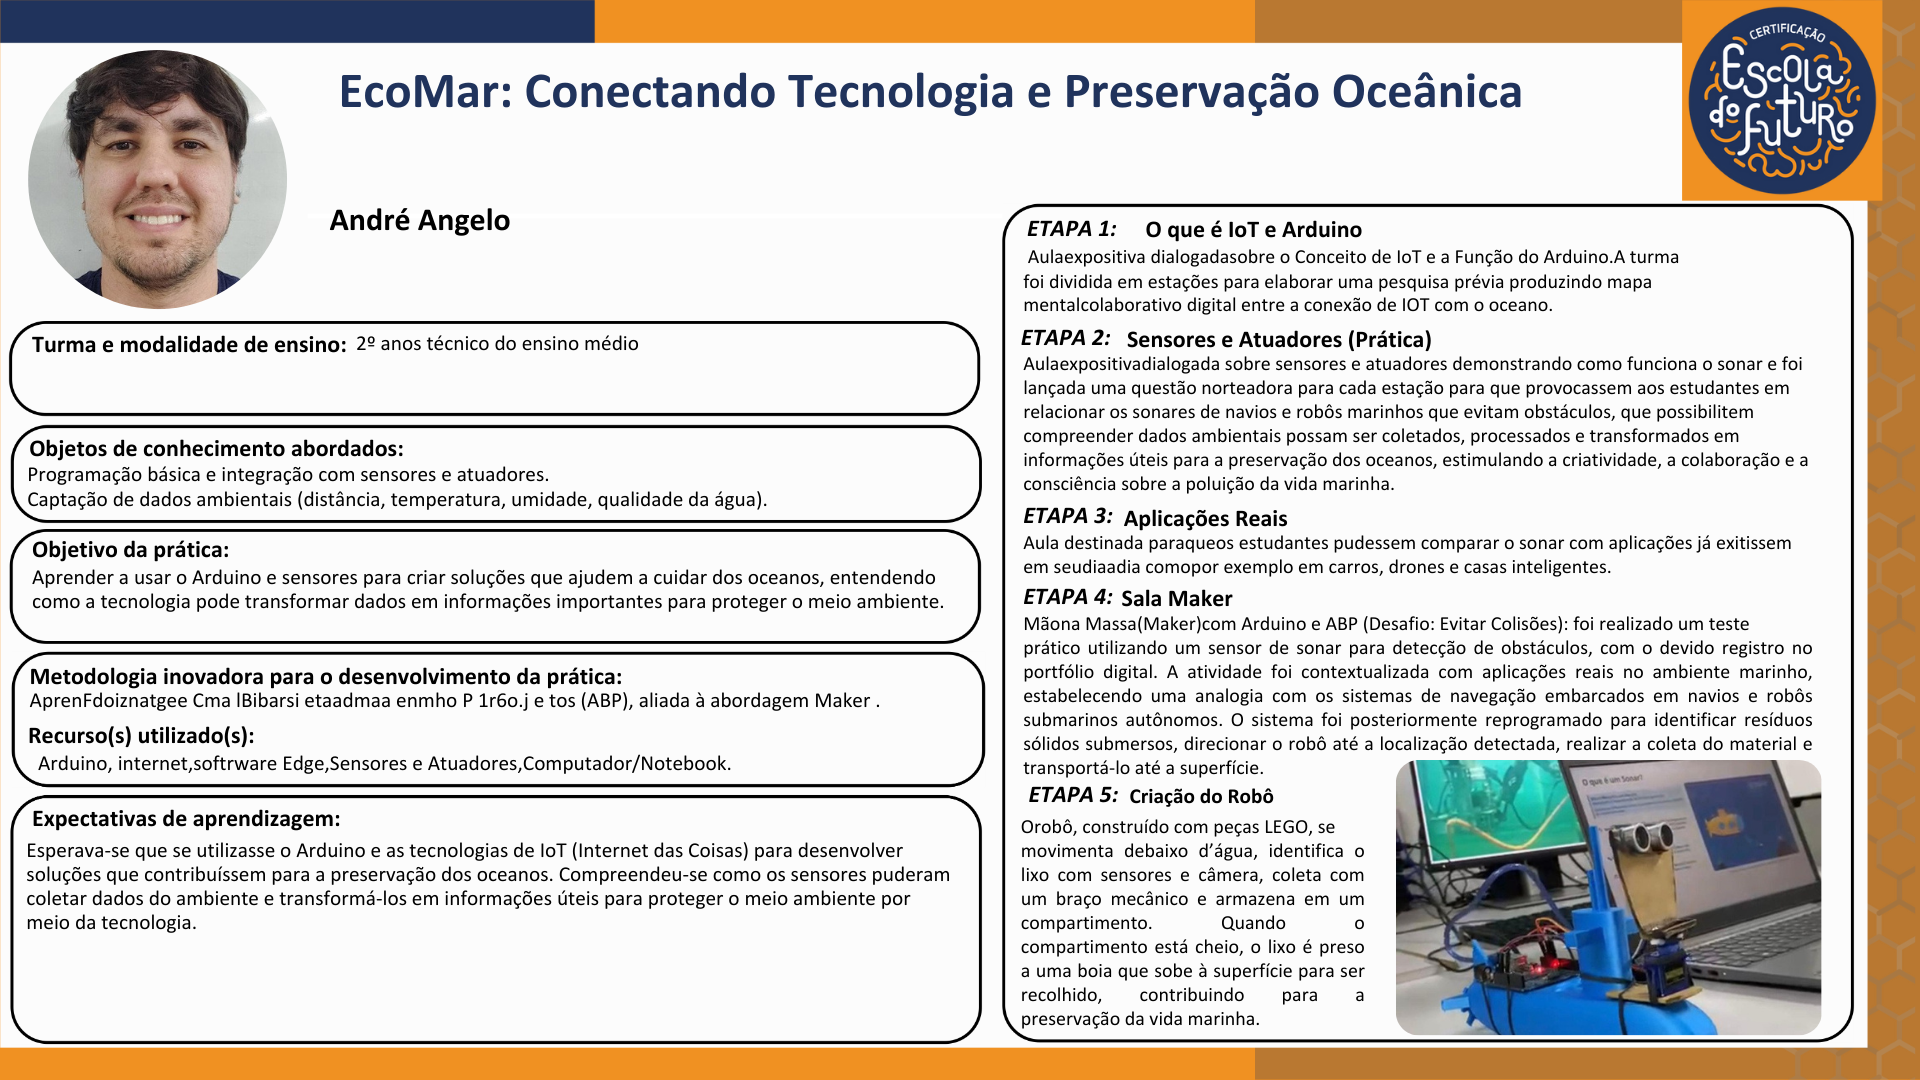 EcoMar: Conectando Tecnologia e Preservação Oceânica
CERTIFICAÇÃO
Escola
do
Futuro
André Angelo
Turma e modalidade de ensino: 2º anos técnico do ensino médio
Objetos de conhecimento abordados:
Programação básica e integração com sensores e atuadores.
Captação de dados ambientais (distância, temperatura, umidade, qualidade da água).
Objetivo da prática:
Aprender a usar o Arduino e sensores para criar soluções que ajudem a cuidar dos oceanos, entendendo
como a tecnologia pode transformar dados em informações importantes para proteger o meio ambiente.
Metodologia inovadora para o desenvolvimento da prática:
AprenFdoiznatgee Cma lBibarsi etaadmaa enmho P 1r6o.j e tos (ABP), aliada à abordagem Maker .
Recurso(s) utilizado(s):
Arduino, internet,softrware Edge,Sensores e Atuadores,Computador/Notebook.
Expectativas de aprendizagem:
Esperava-se que se utilizasse o Arduino e as tecnologias de IoT (Internet das Coisas) para desenvolver
soluções que contribuíssem para a preservação dos oceanos. Compreendeu-se como os sensores puderam
coletar dados do ambiente e transformá-los em informações úteis para proteger o meio ambiente por
meio da tecnologia.
ETAPA 1: O que é IoT e Arduino
Aulaexpositiva dialogadasobre o Conceito de IoT e a Função do Arduino.A turma
foi dividida em estações para elaborar uma pesquisa prévia produzindo mapa
mentalcolaborativo digital entre a conexão de IOT com o oceano.
ETAPA 2: Sensores e Atuadores (Prática)
Aulaexpositivadialogada sobre sensores e atuadores demonstrando como funciona o sonar e foi
lançada uma questão norteadora para cada estação para que provocassem aos estudantes em
relacionar os sonares de navios e robôs marinhos que evitam obstáculos, que possibilitem
compreender dados ambientais possam ser coletados, processados e transformados em
informações úteis para a preservação dos oceanos, estimulando a criatividade, a colaboração e a
consciência sobre a poluição da vida marinha.
ETAPA 3: Aplicações Reais
Aula destinada paraqueos estudantes pudessem comparar o sonar com aplicações já exitissem
em seudiaadia comopor exemplo em carros, drones e casas inteligentes.
ETAPA 4: Sala Maker
Mãona Massa(Maker)com Arduino e ABP (Desafio: Evitar Colisões): foi realizado um teste
prático utilizando um sensor de sonar para detecção de obstáculos, com o devido registro no
portfólio digital. A atividade foi contextualizada com aplicações reais no ambiente marinho,
estabelecendo uma analogia com os sistemas de navegação embarcados em navios e robôs
submarinos autônomos. O sistema foi posteriormente reprogramado para identificar resíduos
sólidos submersos, direcionar o robô até a localização detectada, realizar a coleta do material e
transportá-lo até a superfície.
ETAPA 5: Criação do Robô
Orobô, construído com peças LEGO, se
movimenta debaixo d’água, identifica o
lixo com sensores e câmera, coleta com
um braço mecânico e armazena em um
compartimento. Quando o
compartimento está cheio, o lixo é preso
a uma boia que sobe à superfície para ser
recolhido, contribuindo para a
preservação da vida marinha.
O que é um Sonar?